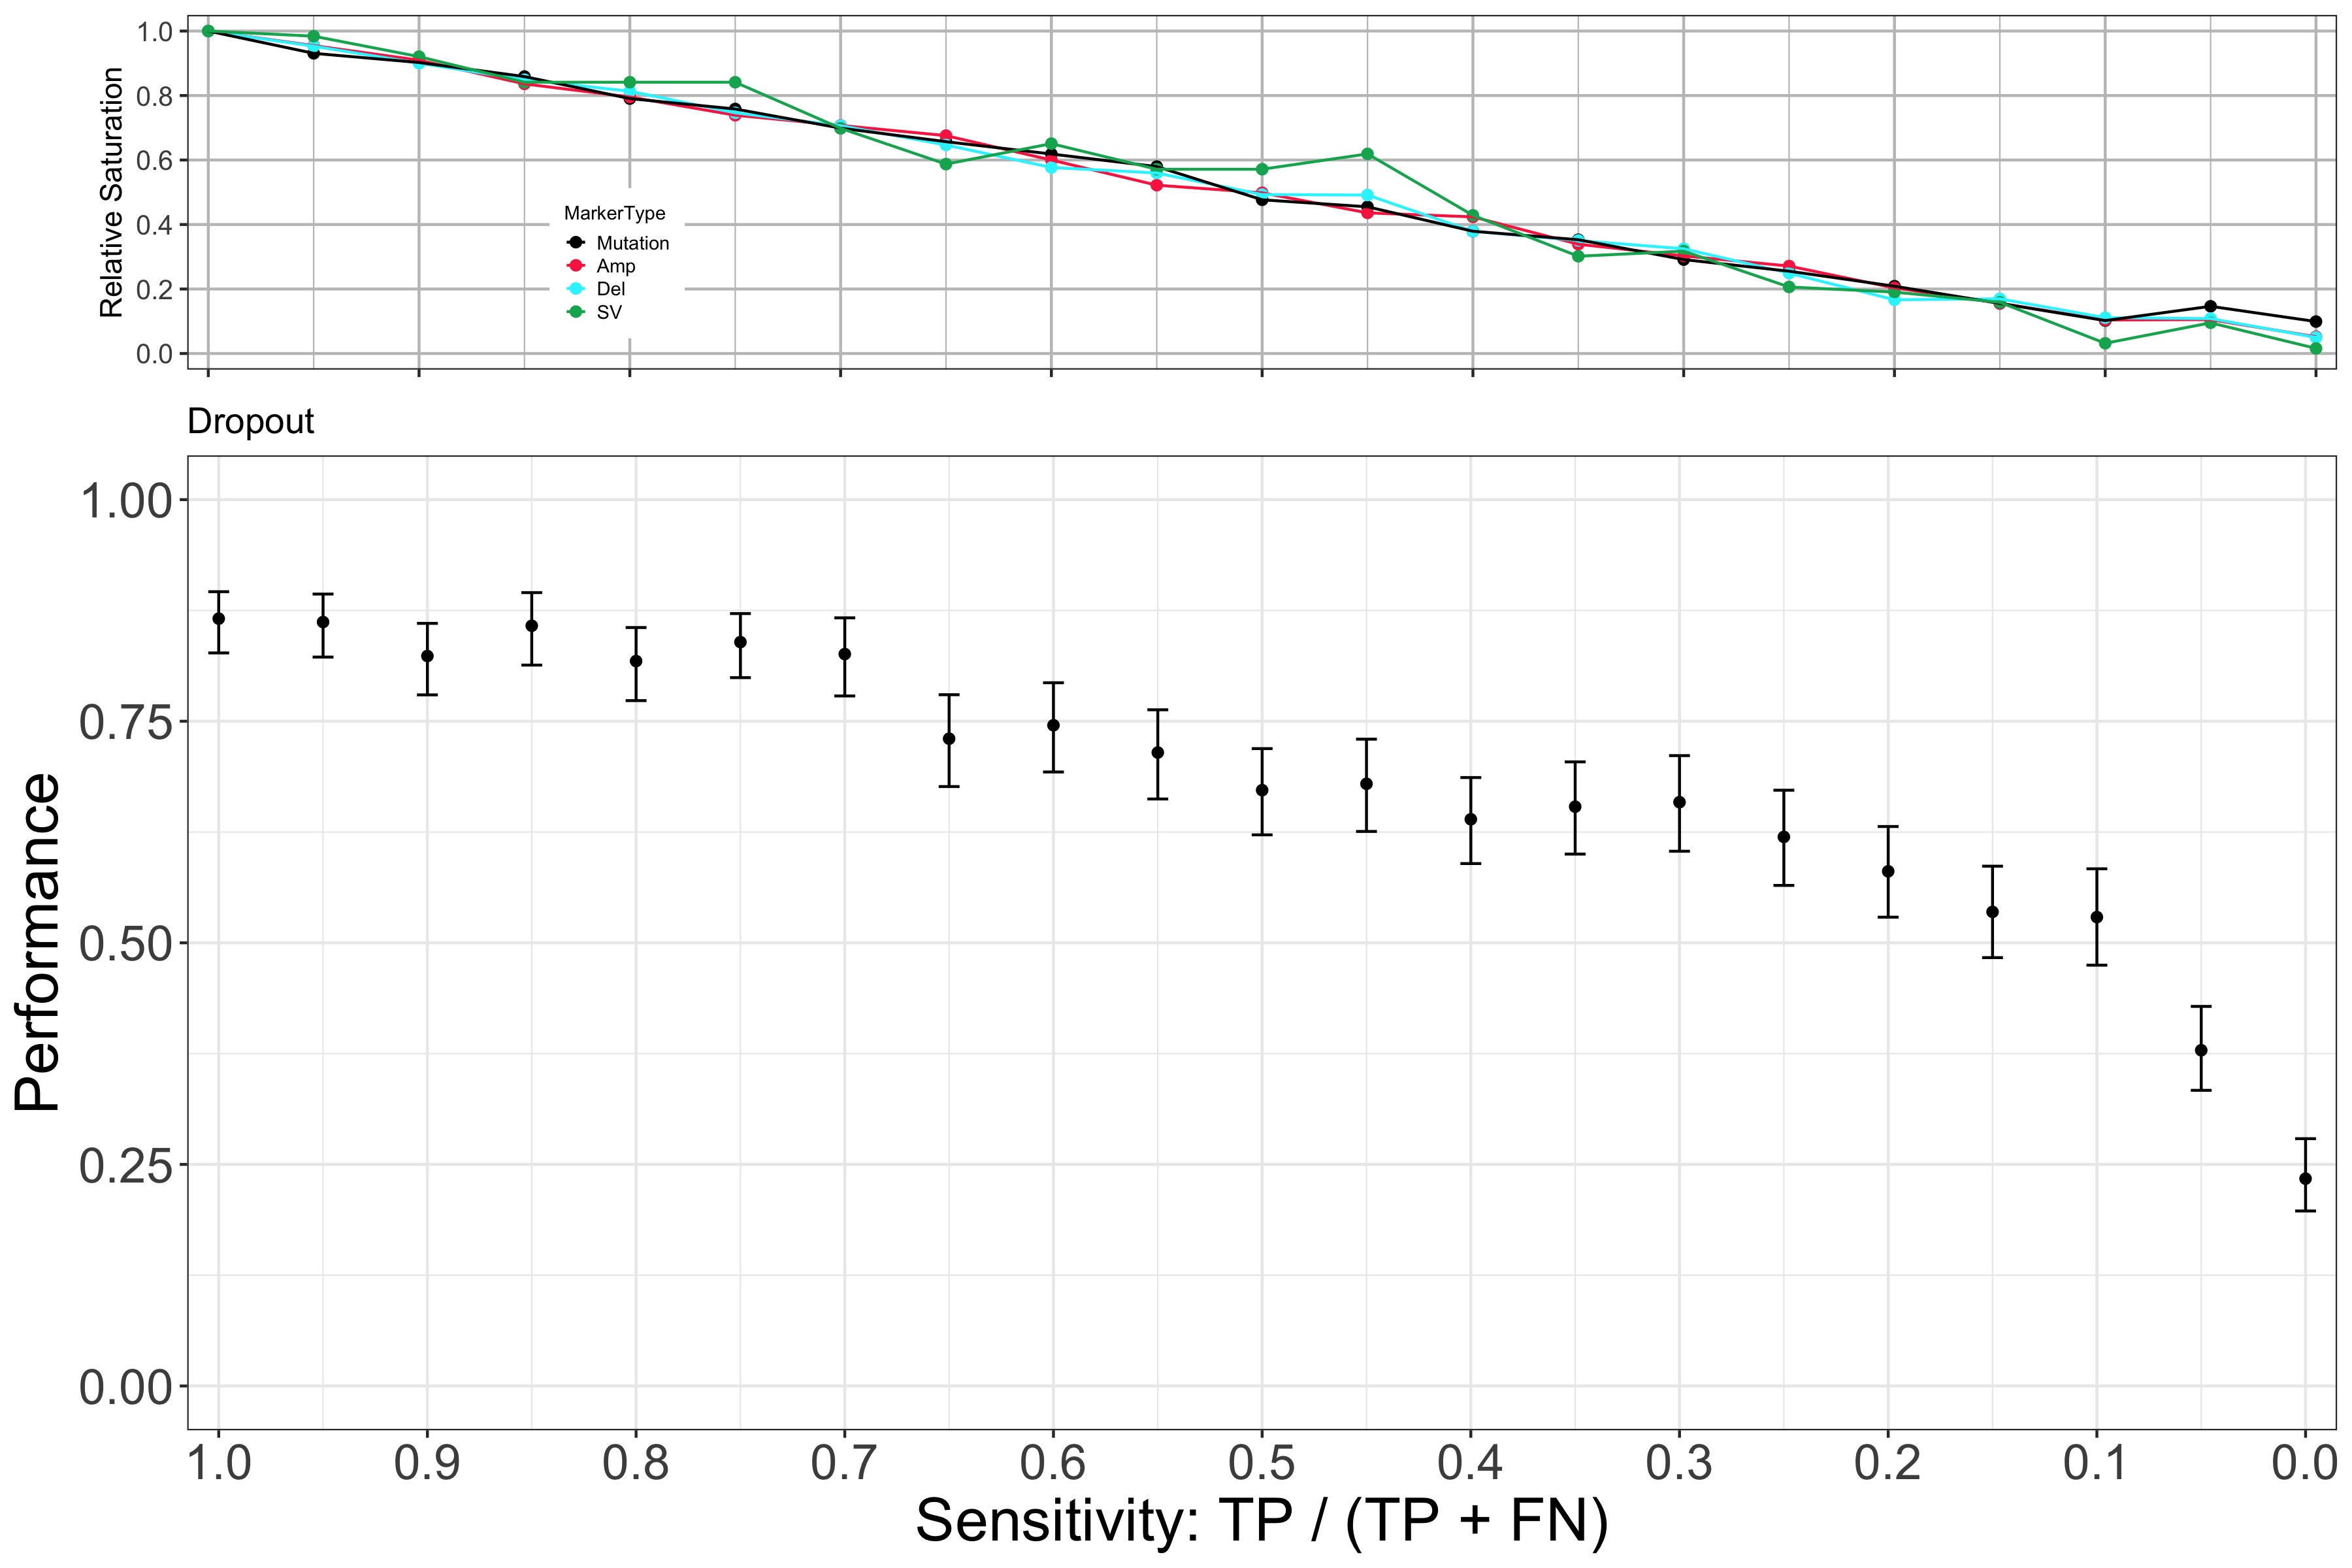 Relative Saturation
1.0
0.8
0.6
0.4
0.2
0.0
MarkerType
Mutation
Amp
Del
SV
Dropout
Performance
1.00
0.75
0.50
0.25
0.00
1.0 0.9 0.8 0.7 0.6 0.5 0.4 0.3 0.2 0.1 0.0
Sensitivity: TP / (TP + FN)